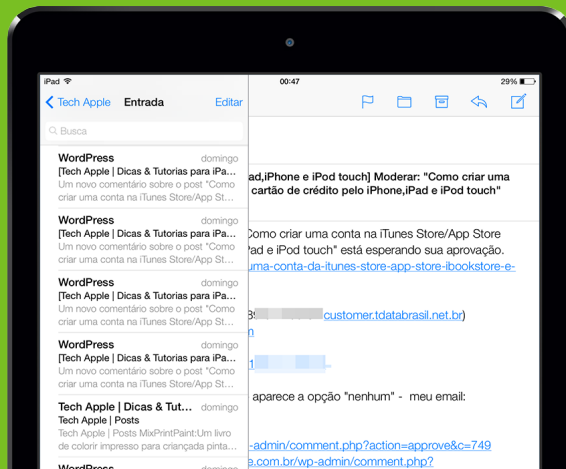 iPad 00:47 29%
Tech Apple Entrada Editar
Busca
WordPress domingo
[Tech Apple | Dicas & Tutorias para iPa...
Um novo comentário sobre o post "Como
criar uma conta na iTunes Store/App St...
WordPress domingo
[Tech Apple | Dicas & Tutorias para iPa...
Um novo comentário sobre o post "Como
criar uma conta na iTunes Store/App St...
WordPress domingo
[Tech Apple | Dicas & Tutorias para iPa...
Um novo comentário sobre o post "Como
criar uma conta na iTunes Store/App St...
WordPress domingo
[Tech Apple | Dicas & Tutorias para iPa...
Um novo comentário sobre o post "Como
criar uma conta na iTunes Store/App St...
Tech Apple | Dicas & Tut... domingo
Tech Apple | Posts
Tech Apple | Posts MixPrintPaint:Um livro
de colorir impresso para criançada pinta...
WordPress domingo
ad,iPhone e iPod touch] Moderar: "Como criar uma
cartão de crédito pelo iPhone,iPad e iPod touch"
Como criar uma conta na iTunes Store/App Store
Pad e iPod touch" está esperando sua aprovação.
uma-conta-da-itunes-store-app-store-ibookstore-e-
customer.tdatabrasil.net.br)
aparece a opção "nenhum" - meu email:
-admin/comment.php?action=approve&c=749
e.com.br/wp-admin/comment.php?